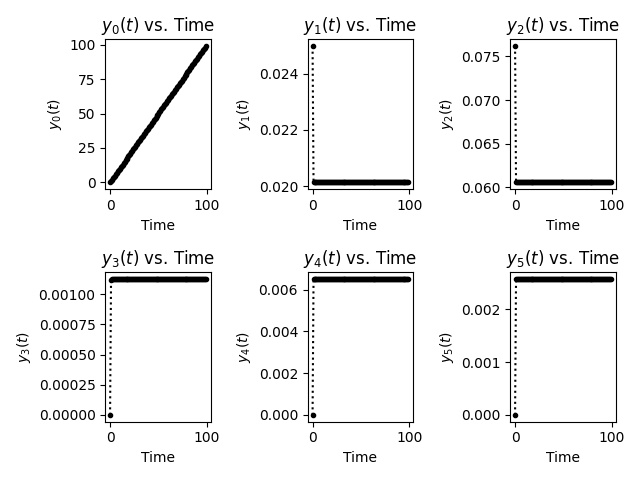 y₀(t) vs. Time
y₁(t) vs. Time
y₂(t) vs. Time
100
75
50
25
0
y₀(t)
0
100
Time
0.024
0.022
0.020
y₁(t)
0
100
Time
0.075
0.070
0.065
0.060
y₂(t)
0
100
Time
y₃(t) vs. Time
y₄(t) vs. Time
y₅(t) vs. Time
0.00100
0.00075
0.00050
0.00025
0.00000
y₃(t)
0
100
Time
0.006
0.004
0.002
0.000
y₄(t)
0
100
Time
0.002
0.001
0.000
y₅(t)
0
100
Time